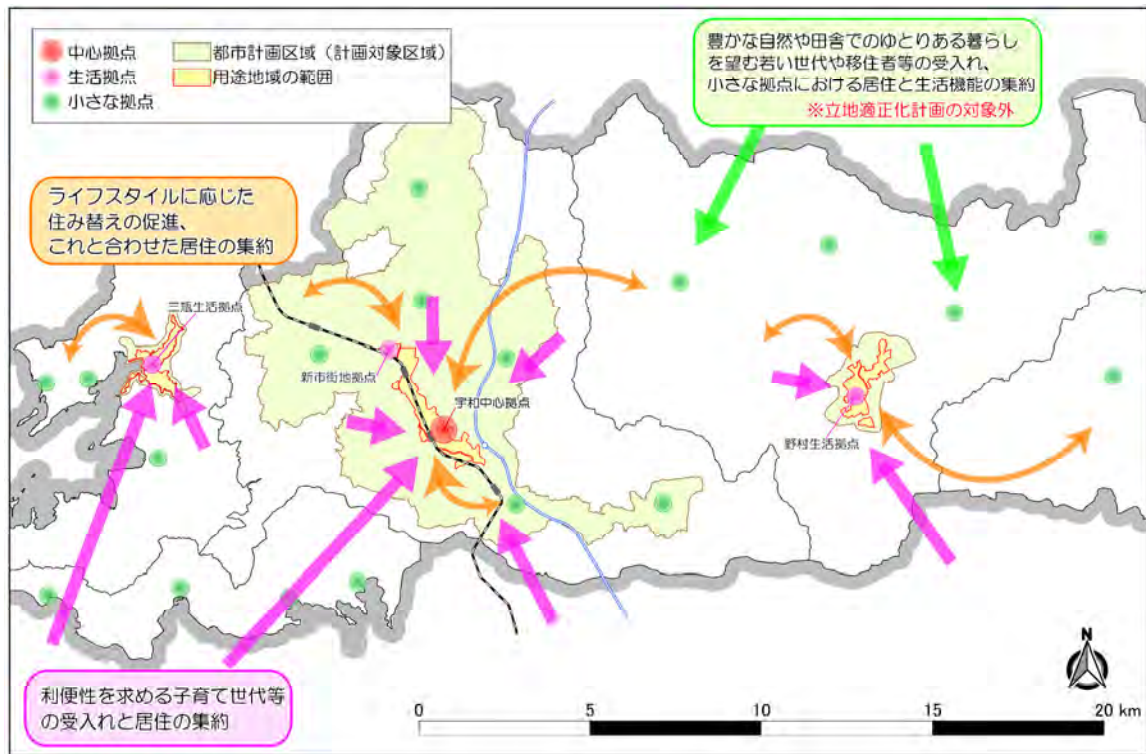 中心拠点
生活拠点
小さな拠点
都市計画区域（計画対象区域）
用途地域の範囲
豊かな自然や田舎でのゆとりある暮らし
を望む若い世代や移住者等の受入れ、
小さな拠点における居住と生活機能の集約
※立地適正化計画の対象外
ライフスタイルに応じた
住み替えの促進、
これと合わせた居住の集約
三瓶生活拠点
新市街地拠点
宇和中心拠点
野村生活拠点
利便性を求める子育て世代等
の受入れと居住の集約
N
0 5 10 15 20 km